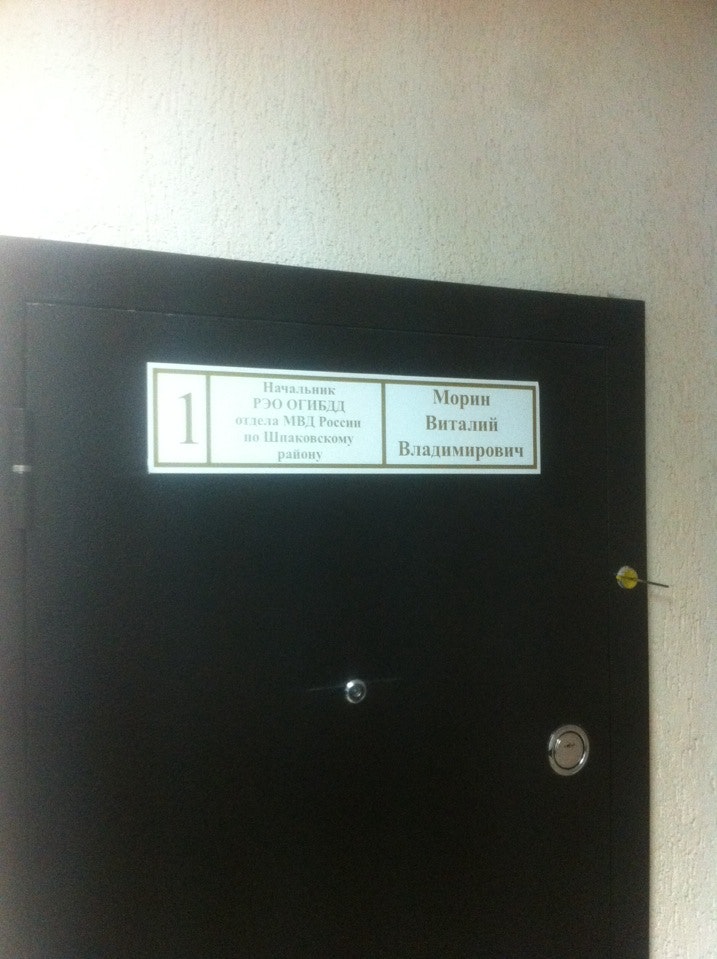 1
Начальник
РЭО ОГИБДД
отдела МВД России
по Шпаковскому
району
Морин
Виталий
Владимирович